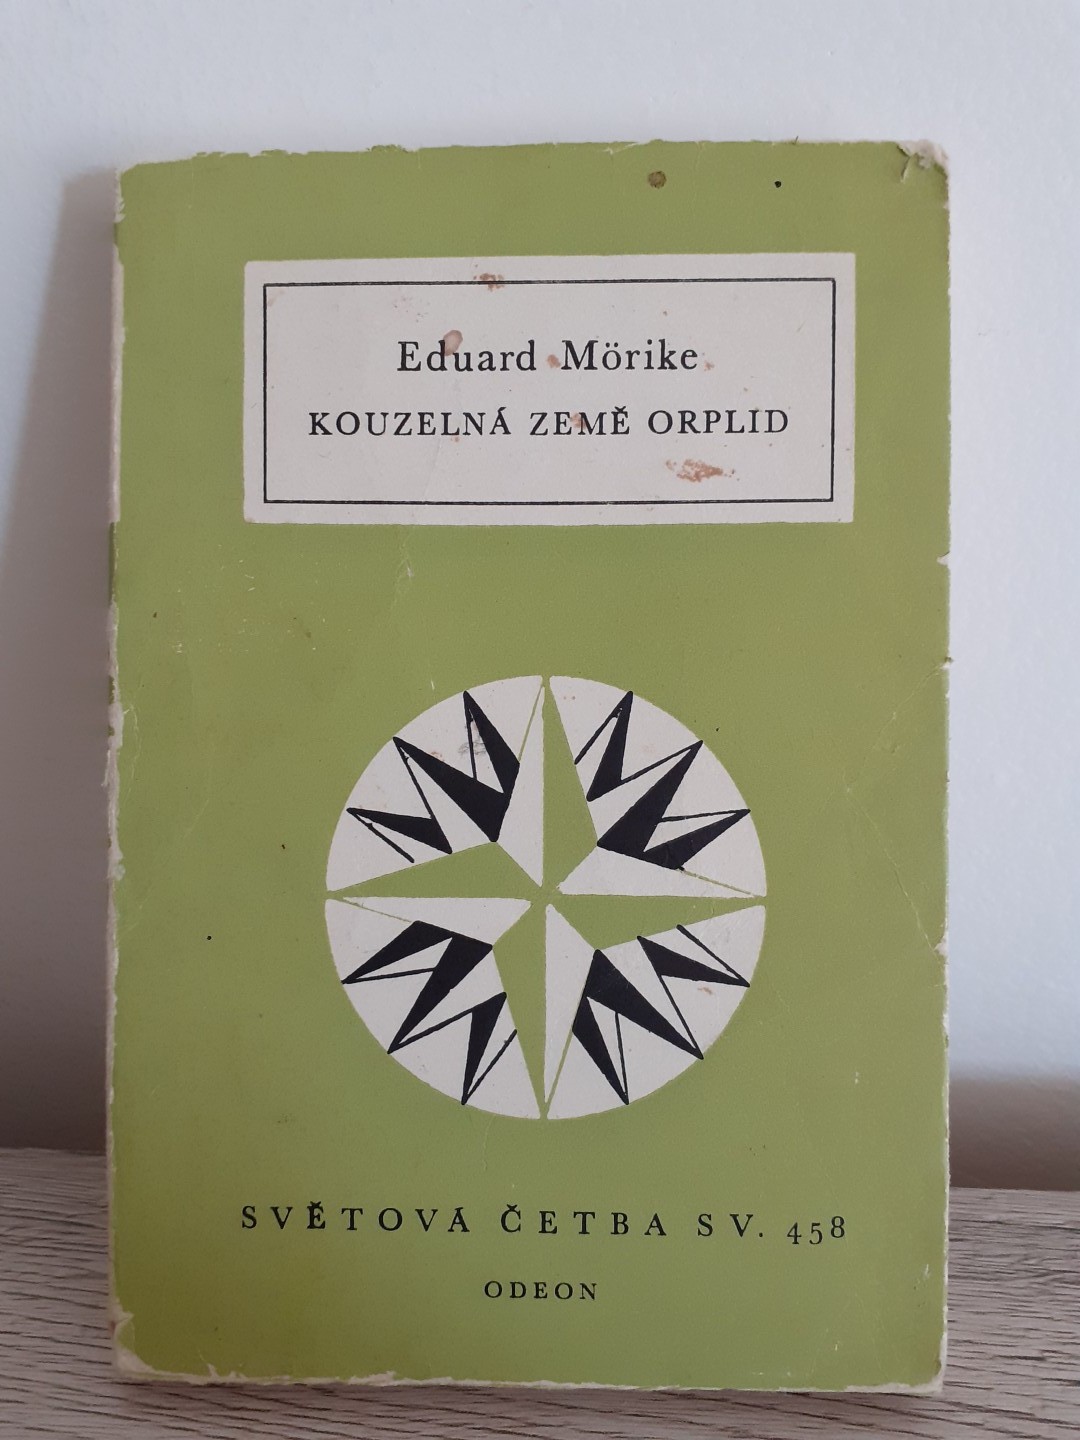 Eduard Mörike
KOUZELNÁ ZEMĚ ORPLID
SVĚTOVÁ ČETBA SV. 458
ODEON